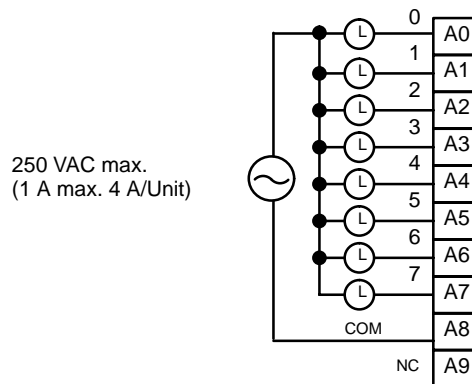 0
L
A0
1
L
A1
2
L
A2
3
L
A3
4
L
A4
5
L
A5
6
L
A6
7
L
A7
250 VAC max.
(1 A max. 4 A/Unit)
COM
A8
NC
A9